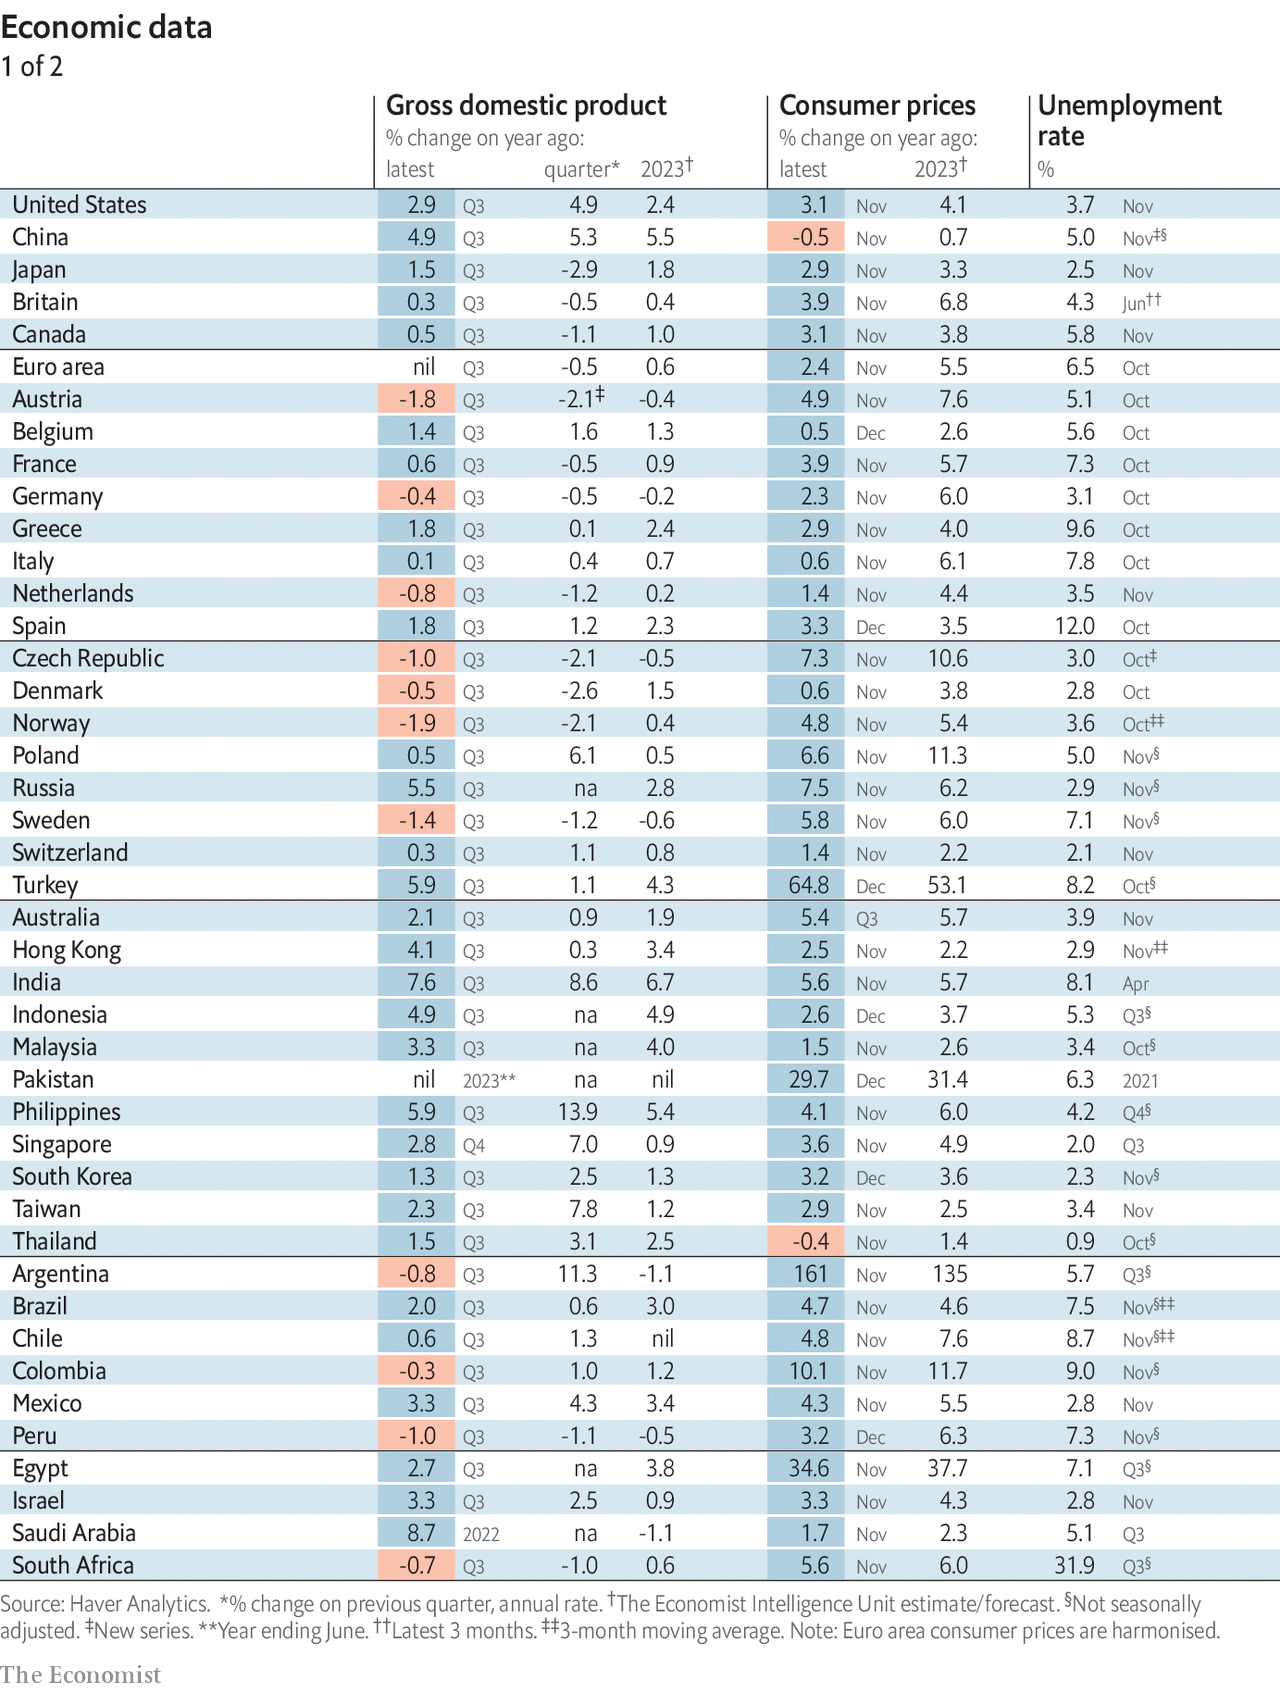 Economic data
1 of 2
Gross domestic product Consumer prices Unemployment
% change on year ago: % change on year ago: rate
latest quarter* 2023† latest 2023† %
United States 2.9 Q3 4.9 2.4 3.1 Nov 4.1 3.7 Nov
China 4.9 Q3 5.3 5.5 -0.5 Nov 0.7 5.0 Nov‡§
Japan 1.5 Q3 -2.9 1.8 2.9 Nov 3.3 2.5 Nov
Britain 0.3 Q3 -0.5 0.4 3.9 Nov 6.8 4.3 Jun††
Canada 0.5 Q3 -1.1 1.0 3.1 Nov 3.8 5.8 Nov
Euro area nil Q3 -0.5 0.6 2.4 Nov 5.5 6.5 Oct
Austria -1.8 Q3 -2.1‡ -0.4 4.9 Nov 7.6 5.1 Oct
Belgium 1.4 Q3 1.6 1.3 0.5 Dec 2.6 5.6 Oct
France 0.6 Q3 -0.5 0.9 3.9 Nov 5.7 7.3 Oct
Germany -0.4 Q3 -0.5 -0.2 2.3 Nov 6.0 3.1 Oct
Greece 1.8 Q3 0.1 2.4 2.9 Nov 4.0 9.6 Oct
Italy 0.1 Q3 0.4 0.7 0.6 Nov 6.1 7.8 Oct
Netherlands -0.8 Q3 -1.2 0.2 1.4 Nov 4.4 3.5 Nov
Spain 1.8 Q3 1.2 2.3 3.3 Dec 3.5 12.0 Oct
Czech Republic -1.0 Q3 -2.1 -0.5 7.3 Nov 10.6 3.0 Oct‡
Denmark -0.5 Q3 -2.6 1.5 0.6 Nov 3.8 2.8 Oct
Norway -1.9 Q3 -2.1 0.4 4.8 Nov 5.4 3.6 Oct‡‡
Poland 0.5 Q3 6.1 0.5 6.6 Nov 11.3 5.0 Nov§
Russia 5.5 Q3 na 2.8 7.5 Nov 6.2 2.9 Nov§
Sweden -1.4 Q3 -1.2 -0.6 5.8 Nov 6.0 7.1 Nov§
Switzerland 0.3 Q3 1.1 0.8 1.4 Nov 2.2 2.1 Nov
Turkey 5.9 Q3 1.1 4.3 64.8 Dec 53.1 8.2 Oct§
Australia 2.1 Q3 0.9 1.9 5.4 Q3 5.7 3.9 Nov
Hong Kong 4.1 Q3 0.3 3.4 2.5 Nov 2.2 2.9 Nov‡‡
India 7.6 Q3 8.6 6.7 5.6 Nov 5.7 8.1 Apr
Indonesia 4.9 Q3 na 4.9 2.6 Dec 3.7 5.3 Q3§
Malaysia 3.3 Q3 na 4.0 1.5 Nov 2.6 3.4 Oct§
Pakistan nil 2023** na nil 29.7 Dec 31.4 6.3 2021
Philippines 5.9 Q3 13.9 5.4 4.1 Nov 6.0 4.2 Q4§
Singapore 2.8 Q4 7.0 0.9 3.6 Nov 4.9 2.0 Q3
South Korea 1.3 Q3 2.5 1.3 3.2 Dec 3.6 2.3 Nov§
Taiwan 2.3 Q3 7.8 1.2 2.9 Nov 2.5 3.4 Nov
Thailand 1.5 Q3 3.1 2.5 -0.4 Nov 1.4 0.9 Oct§
Argentina -0.8 Q3 11.3 -1.1 161 Nov 135 5.7 Q3§
Brazil 2.0 Q3 0.6 3.0 4.7 Nov 4.6 7.5 Nov§‡‡
Chile 0.6 Q3 1.3 nil 4.8 Nov 7.6 8.7 Nov§‡‡
Colombia -0.3 Q3 1.0 1.2 10.1 Nov 11.7 9.0 Nov§
Mexico 3.3 Q3 4.3 3.4 4.3 Nov 5.5 2.8 Nov
Peru -1.0 Q3 -1.1 -0.5 3.2 Dec 6.3 7.3 Nov§
Egypt 2.7 Q3 na 3.8 34.6 Nov 37.7 7.1 Q3§
Israel 3.3 Q3 2.5 0.9 3.3 Nov 4.3 2.8 Nov
Saudi Arabia 8.7 2022 na -1.1 1.7 Nov 2.3 5.1 Q3
South Africa -0.7 Q3 -1.0 0.6 5.6 Nov 6.0 31.9 Q3§
Source: Haver Analytics. *% change on previous quarter, annual rate. †The Economist Intelligence Unit estimate/forecast. §Not seasonally
adjusted. ‡New series. **Year ending June. ††Latest 3 months. ‡‡3-month moving average. Note: Euro area consumer prices are harmonised.
The Economist